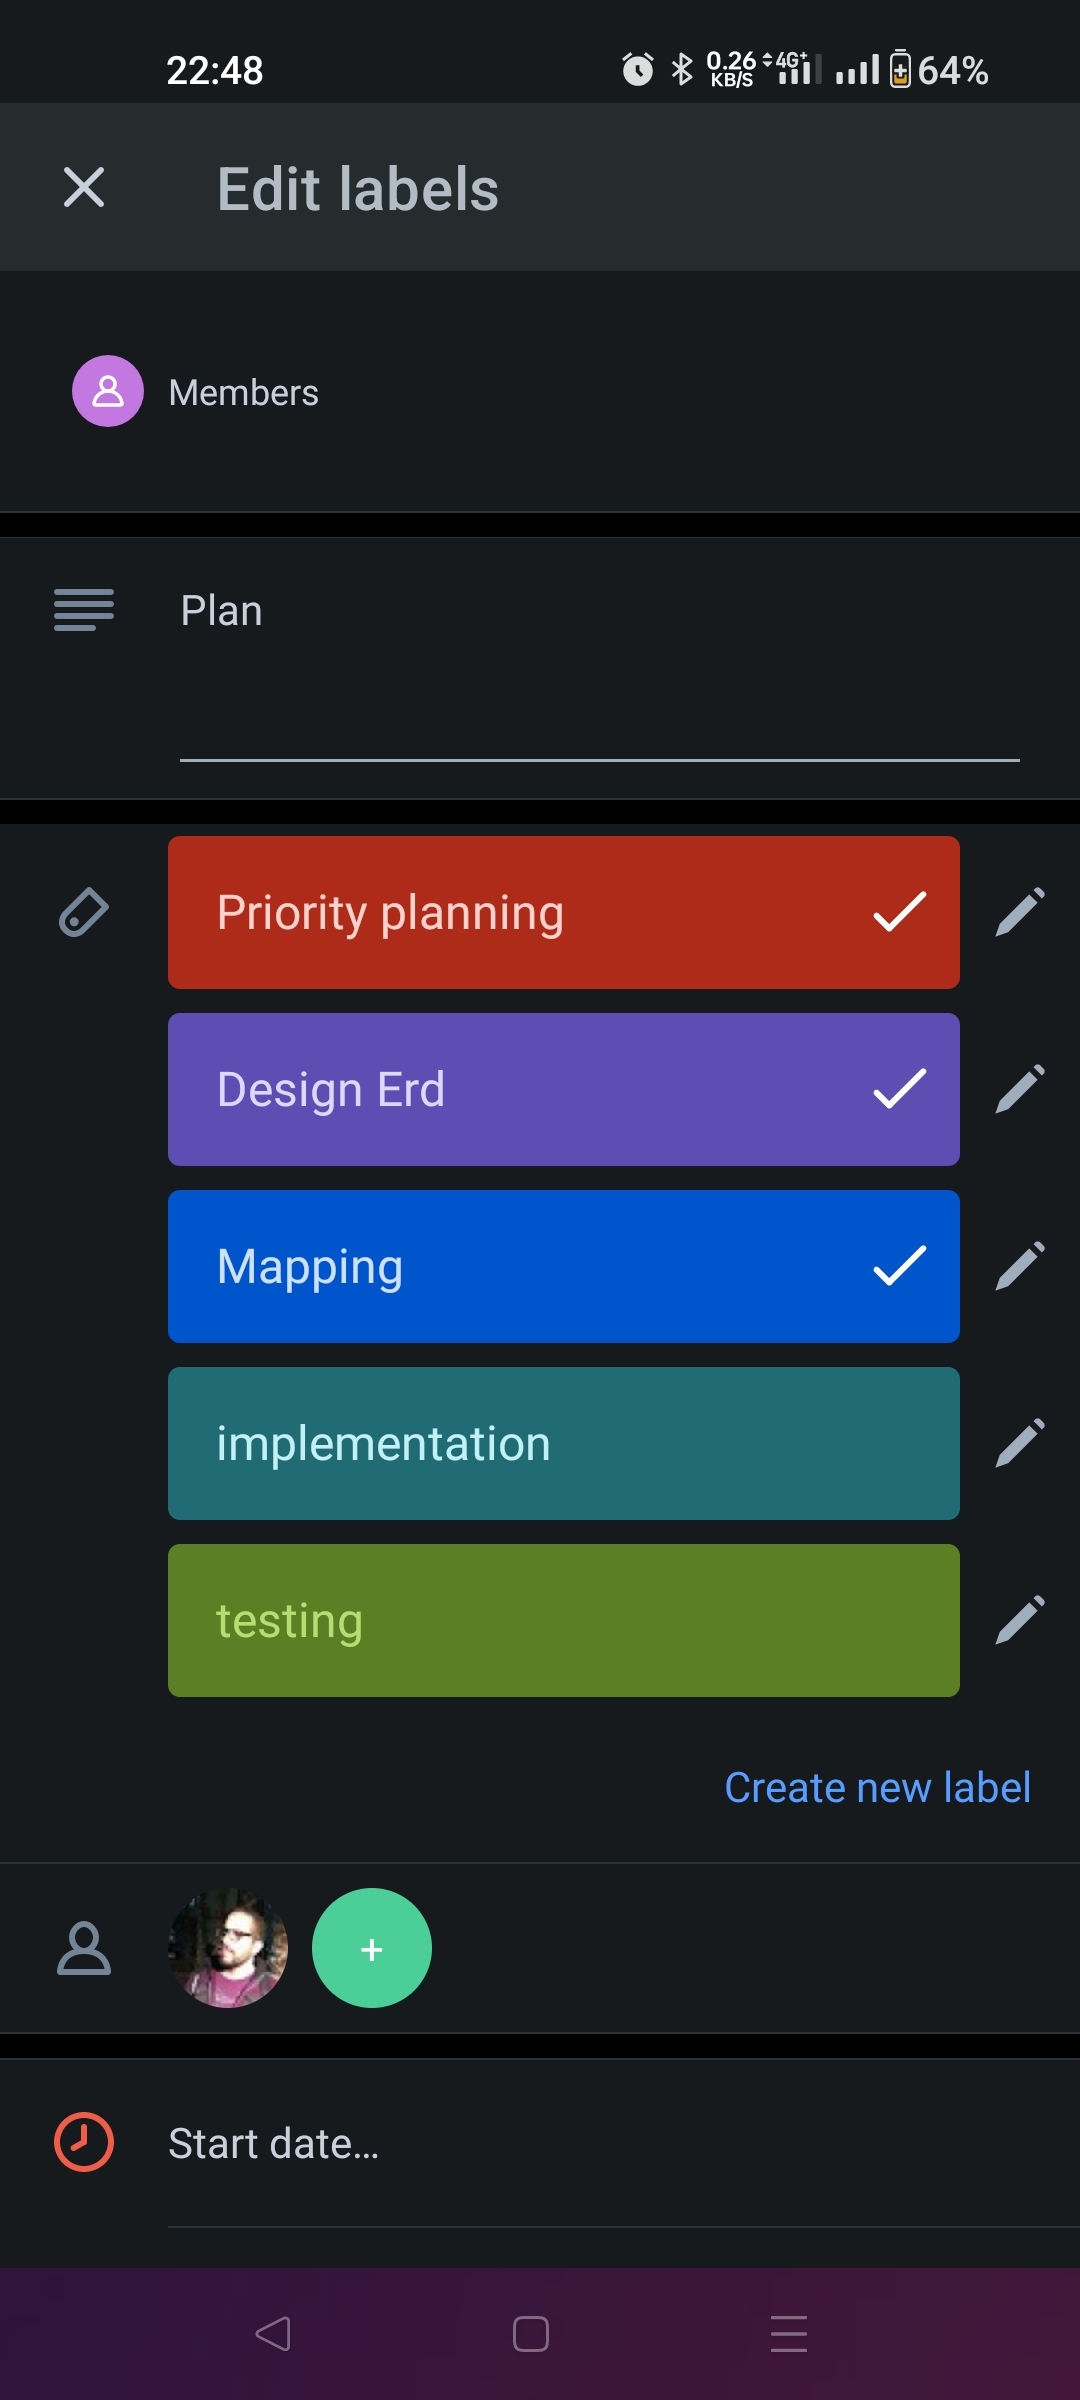 22:48 0.26 KB/S 4G+ 64%
Edit labels
Members
Plan
Priority planning
Design Erd
Mapping
implementation
testing
Create new label
+
Start date...